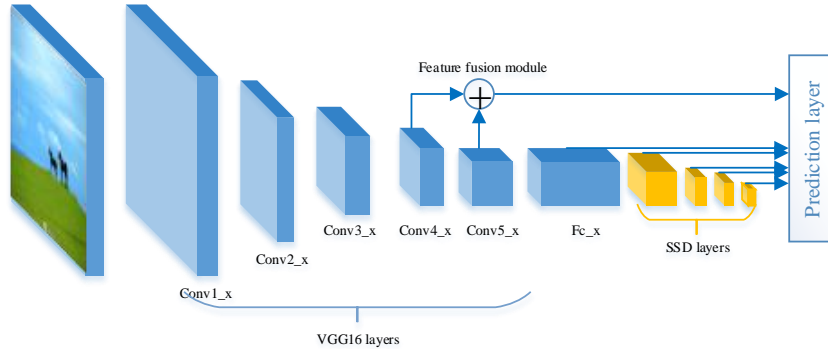 Feature fusion module
Prediction layer
Conv1_x
Conv2_x
Conv3_x
Conv4_x
Conv5_x
Fc_x
SSD layers
VGG16 layers